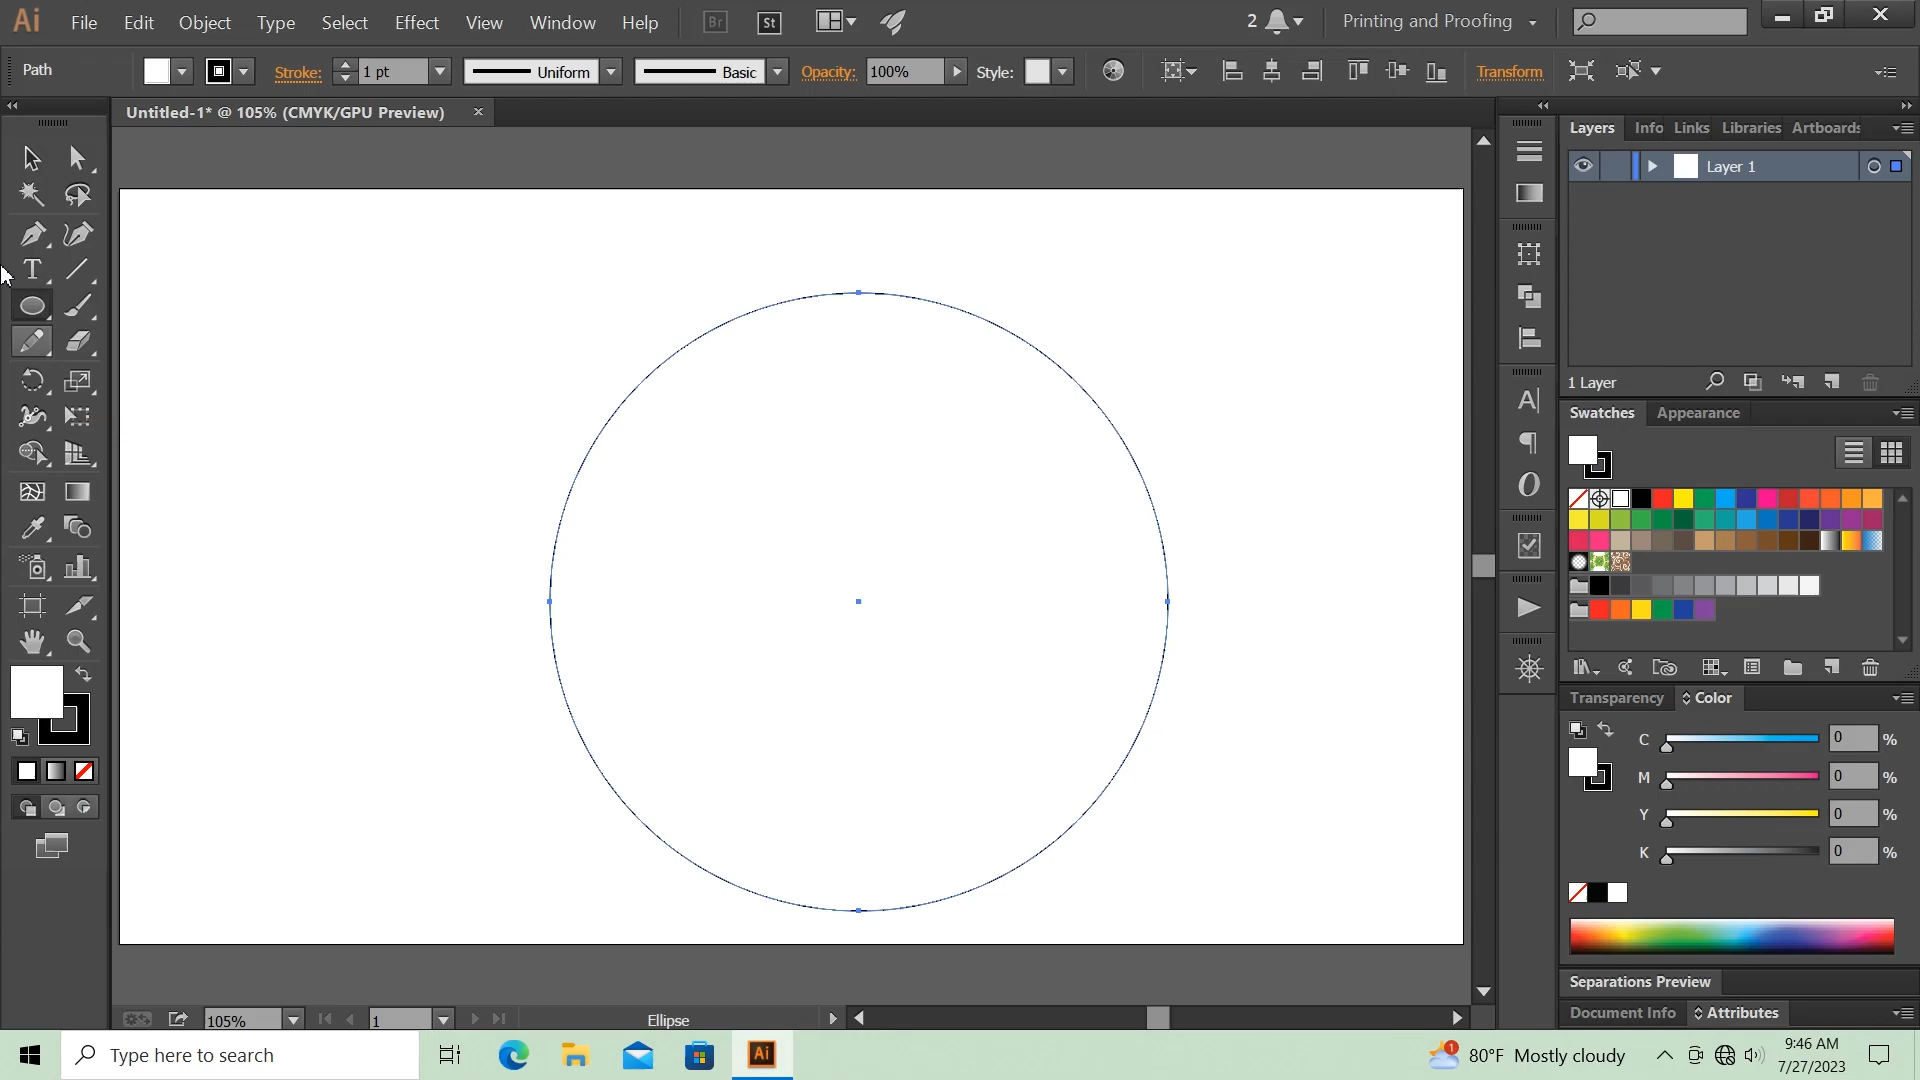 Ai File Edit Object Type Select Effect View Window Help Br St 2 Printing and Proofing
Path Stroke: 1 pt Uniform Basic Opacity: 100% Style: Transform
Untitled-1* @ 105% (CMYK/GPU Preview)
Layers Info Links Libraries Artboards
Layer 1
1 Layer
Swatches Appearance
Transparency Color
C 0 %
M 0 %
Y 0 %
K 0 %
Separations Preview
Document Info Attributes
105% 1 Ellipse
Type here to search
Ai
1
80°F Mostly cloudy
9:46 AM
7/27/2023